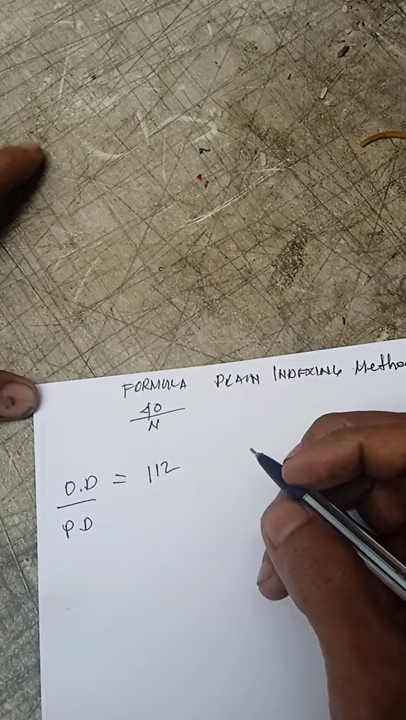 FORMULA PLAIN INDEXING Metho
40
N
O.D = 112
P D